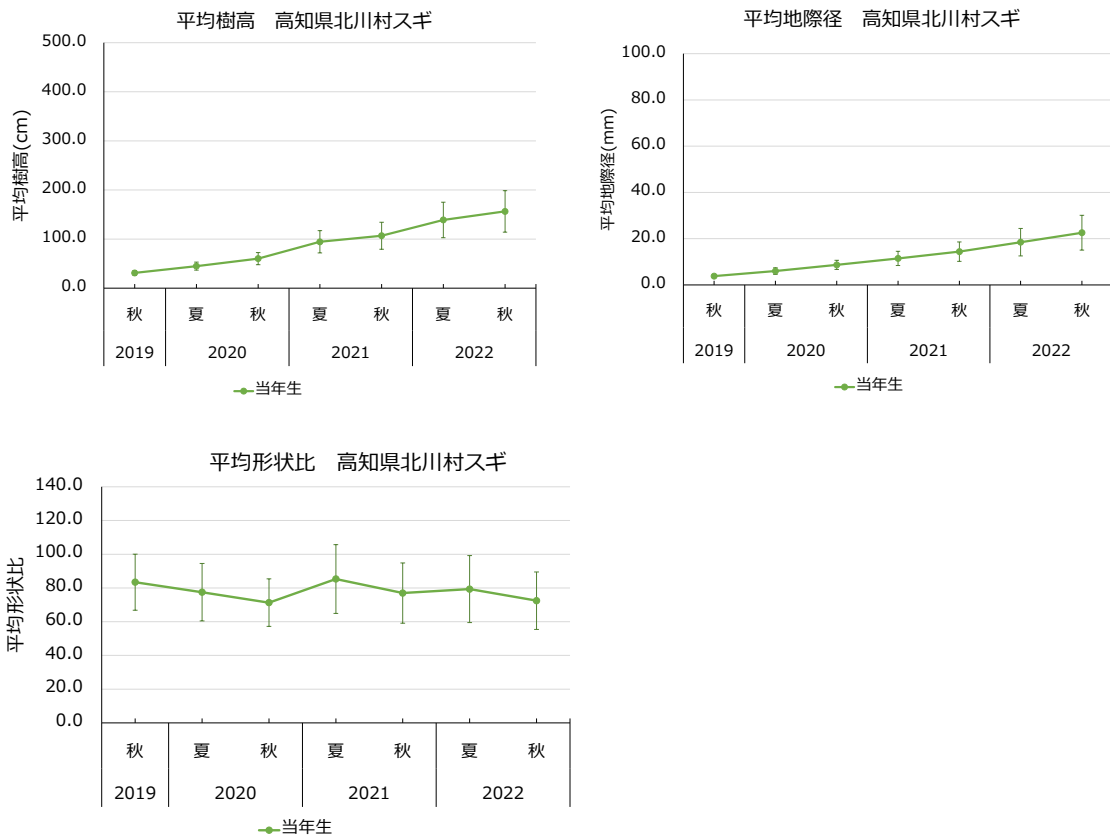 平均樹高　高知県北川村スギ
500.0
400.0
300.0
200.0
100.0
0.0
平均樹高(cm)
秋 夏 秋 夏 秋 夏 秋
2019 2020 2021 2022
当年生
平均地際径　高知県北川村スギ
100.0
80.0
60.0
40.0
20.0
0.0
平均地際径(mm)
秋 夏 秋 夏 秋 夏 秋
2019 2020 2021 2022
当年生
平均形状比　高知県北川村スギ
140.0
120.0
100.0
80.0
60.0
40.0
20.0
0.0
平均形状比
秋 夏 秋 夏 秋 夏 秋
2019 2020 2021 2022
当年生